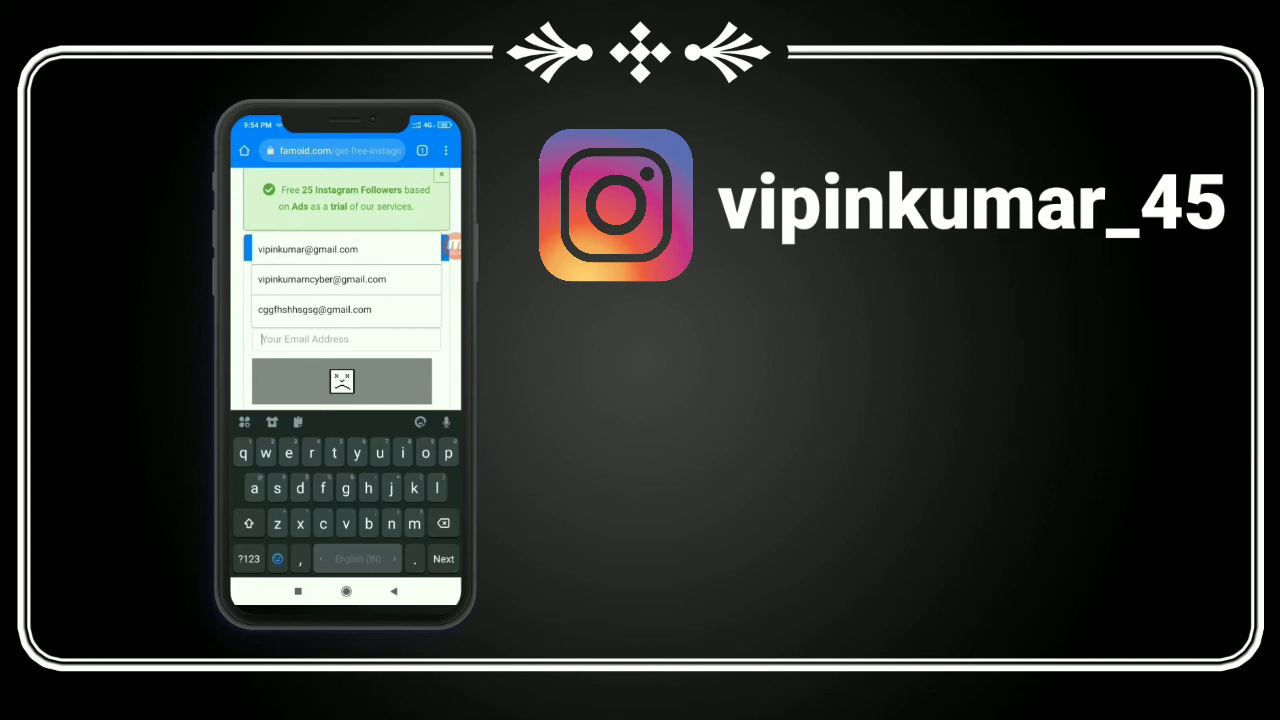 9:54 PM
4G
famoid.com/get-free-instagr
1
Free 25 Instagram Followers based
on Ads as a trial of our services.
vipinkumar@gmail.com
vipinkumarncyber@gmail.com
cggfhshhsgsg@gmail.com
Your Email Address
q w e r t y u i o p
a s d f g h j k l
z x c v b n m
?123 , English (IN) . Next
vipinkumar_45